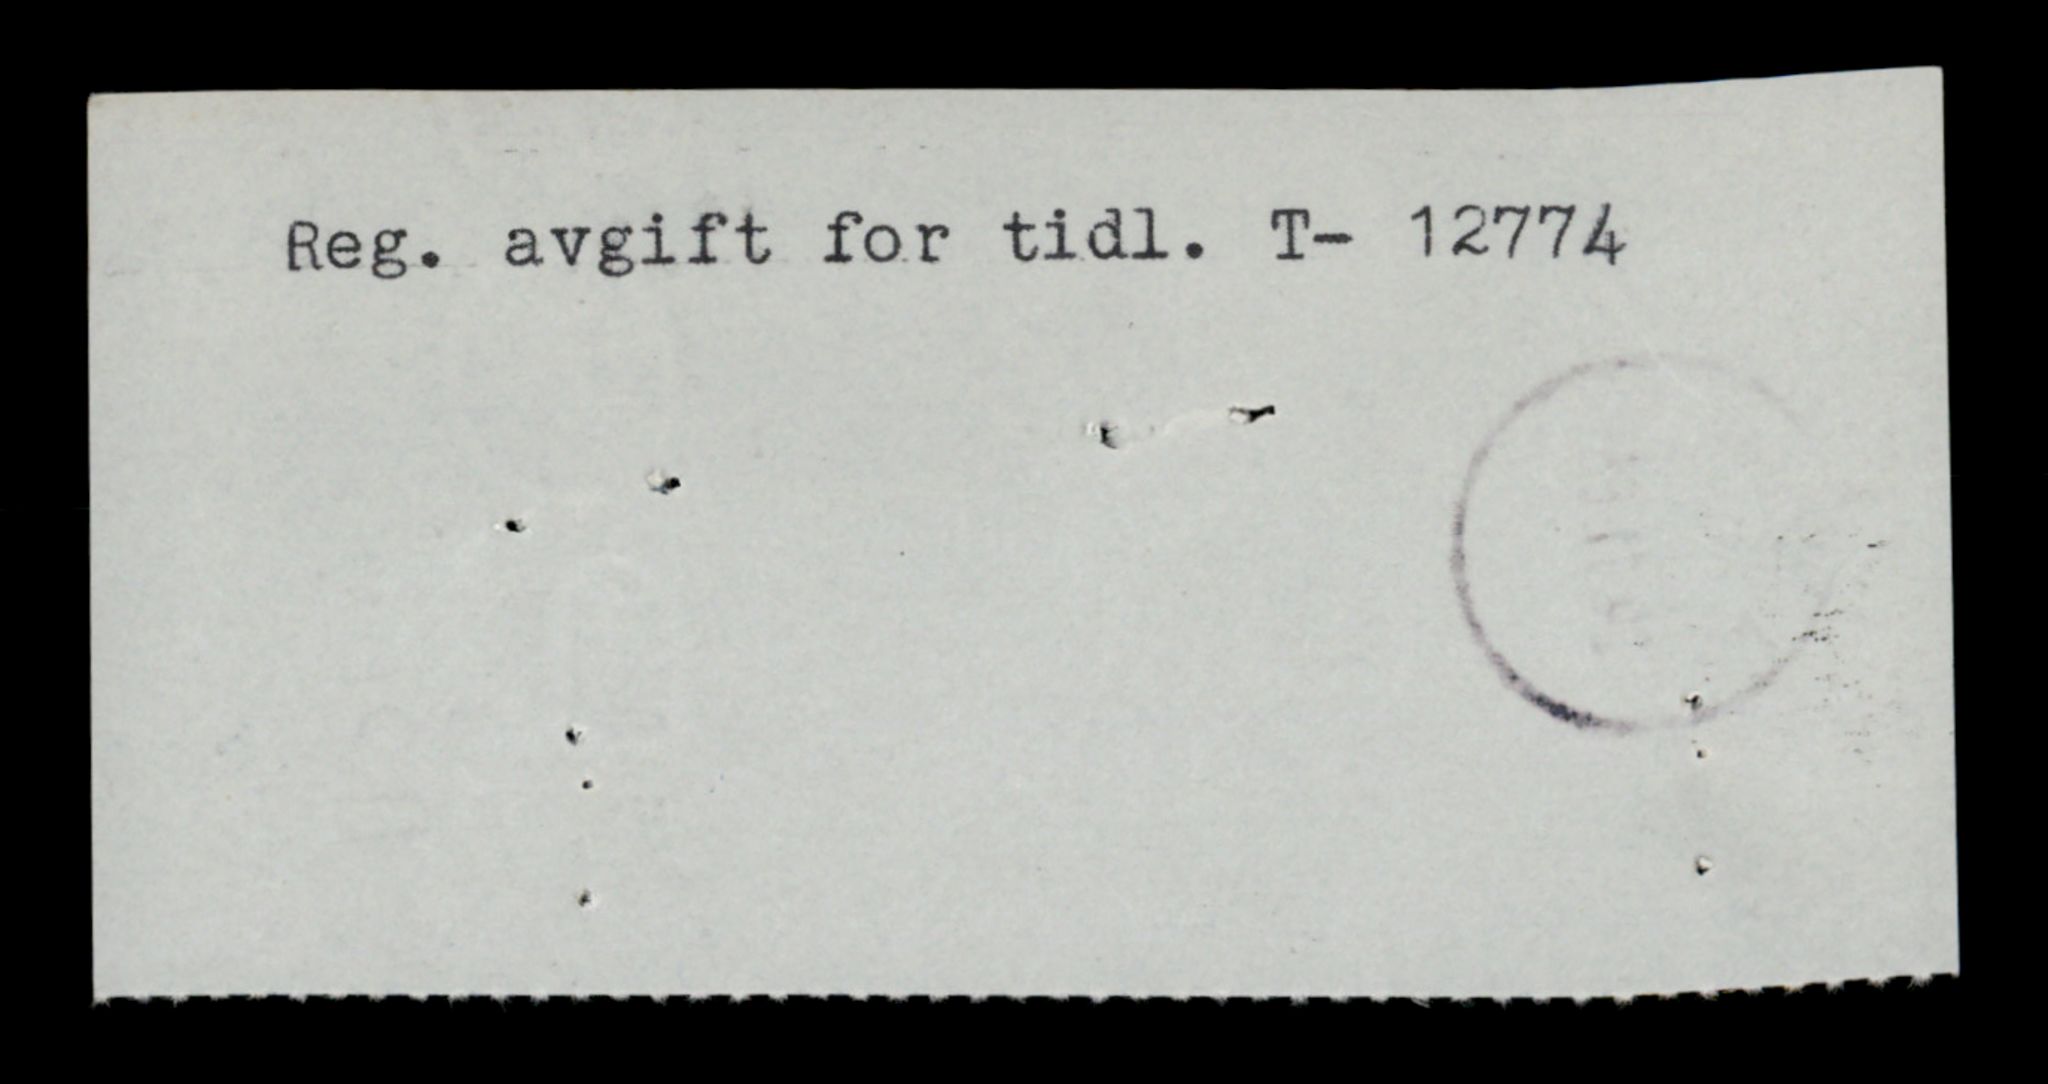 Reg. avgift for tidl. T- 12774